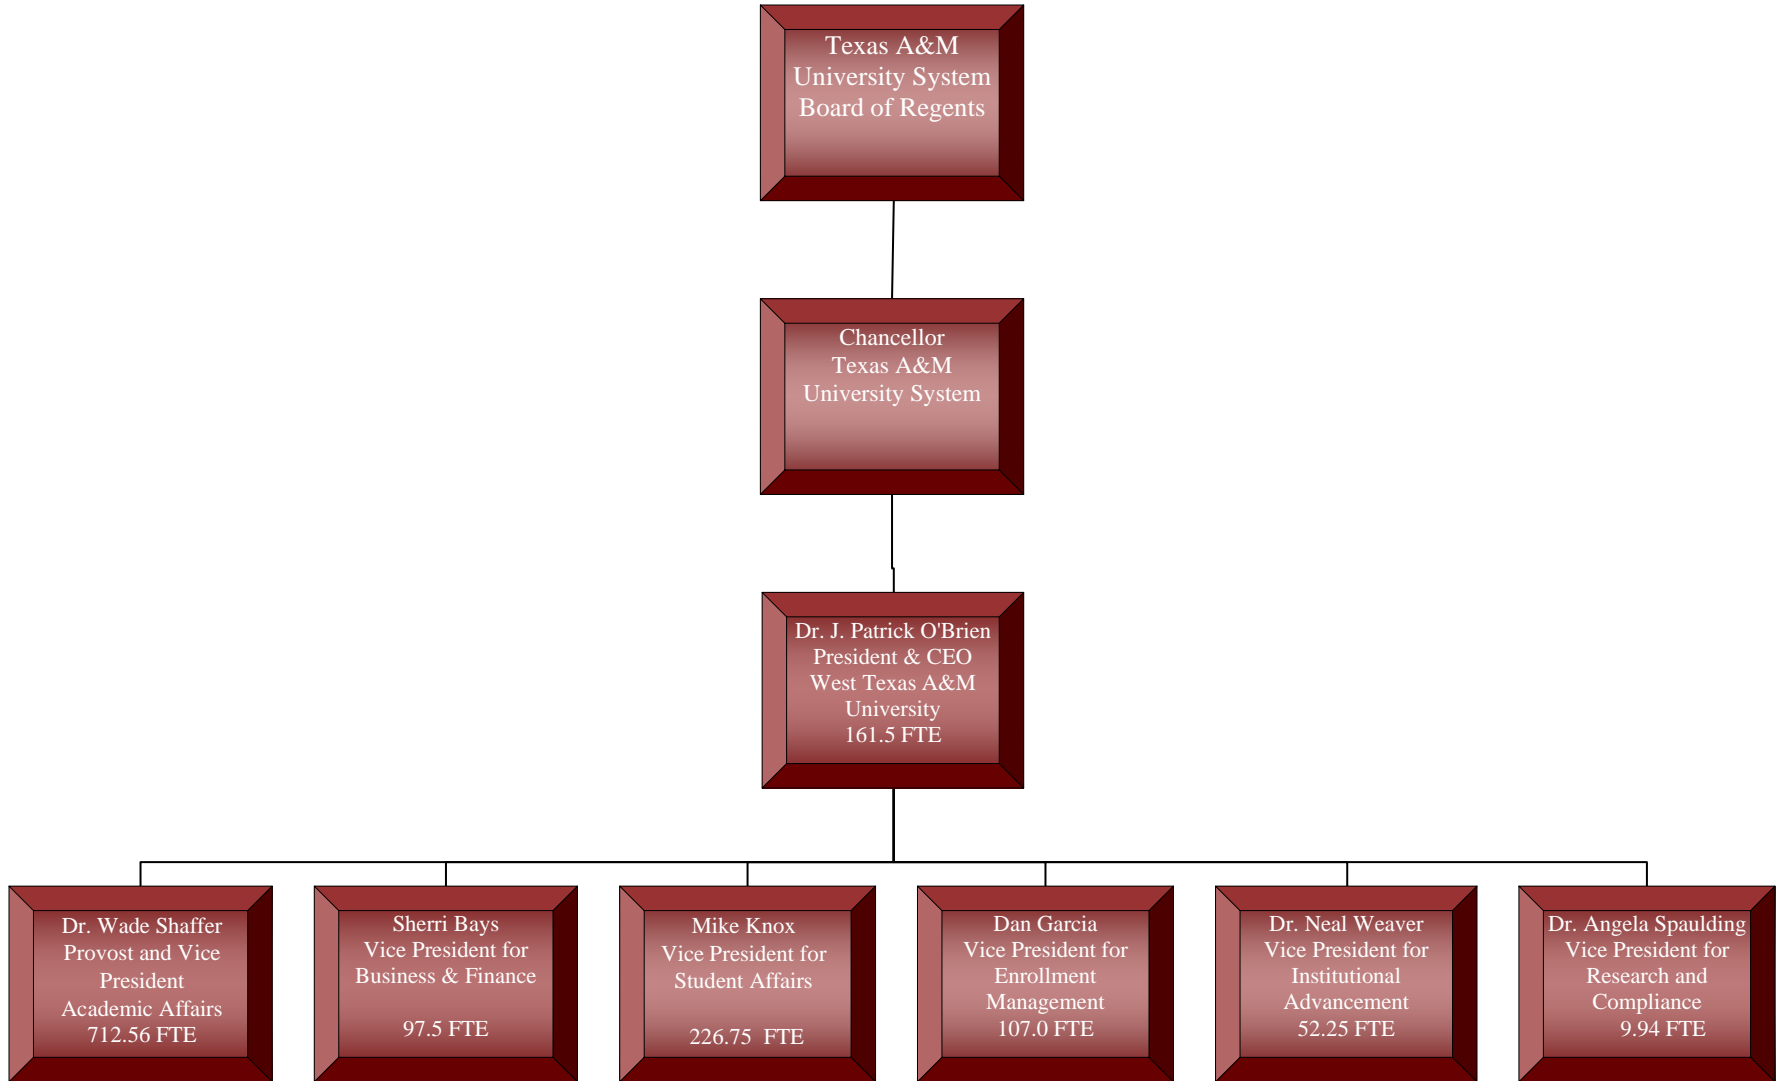 Texas A&M
University System
Board of Regents
Chancellor
Texas A&M
University System
Dr. J. Patrick O'Brien
President & CEO
West Texas A&M
University
161.5 FTE
Dr. Wade Shaffer
Provost and Vice
President
Academic Affairs
712.56 FTE
Sherri Bays
Vice President for
Business & Finance
97.5 FTE
Mike Knox
Vice President for
Student Affairs
226.75 FTE
Dan Garcia
Vice President for
Enrollment
Management
107.0 FTE
Dr. Neal Weaver
Vice President for
Institutional
Advancement
52.25 FTE
Dr. Angela Spaulding
Vice President for
Research and
Compliance
9.94 FTE